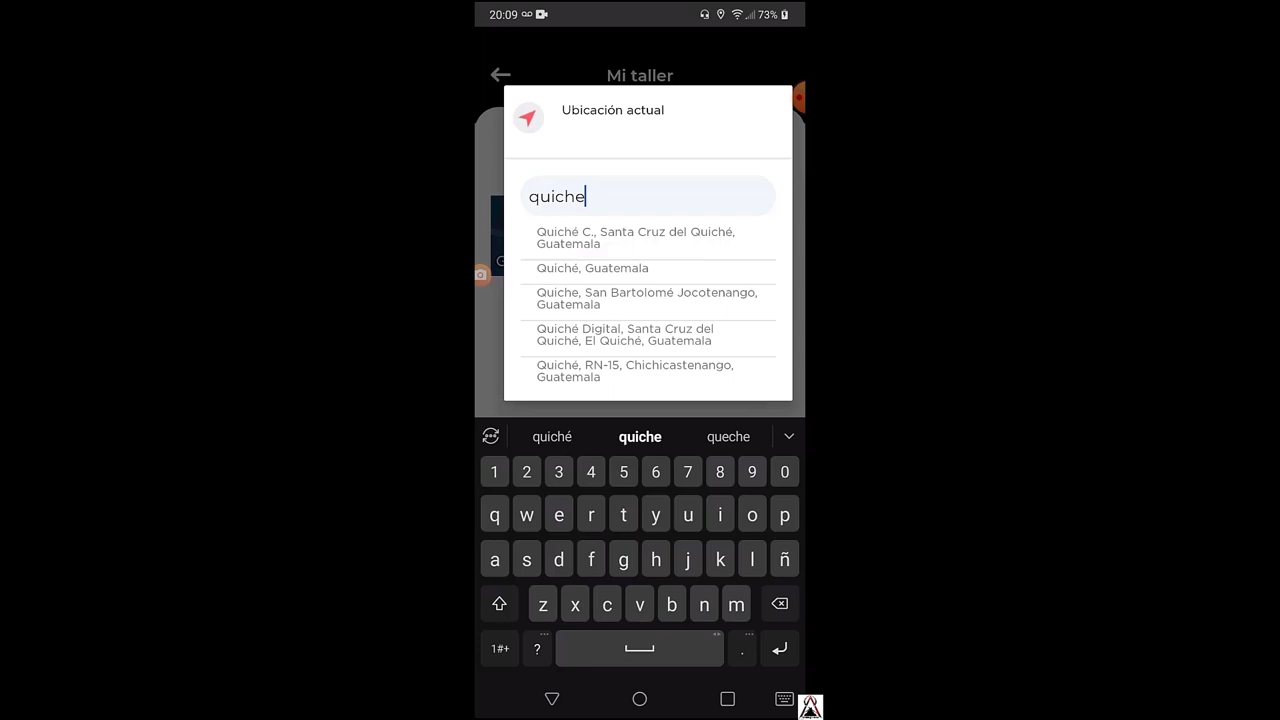 20:09
73%
Mi taller
Ubicación actual
quiche
Quiché C., Santa Cruz del Quiché,
Guatemala
Quiché, Guatemala
Quiche, San Bartolomé Jocotenango,
Guatemala
Quiché Digital, Santa Cruz del
Quiché, El Quiché, Guatemala
Quiché, RN-15, Chichicastenango,
Guatemala
quiché quiche queche
1 2 3 4 5 6 7 8 9 0
q w e r t y u i o p
a s d f g h j k l ñ
z x c v b n m
1#+ ? .